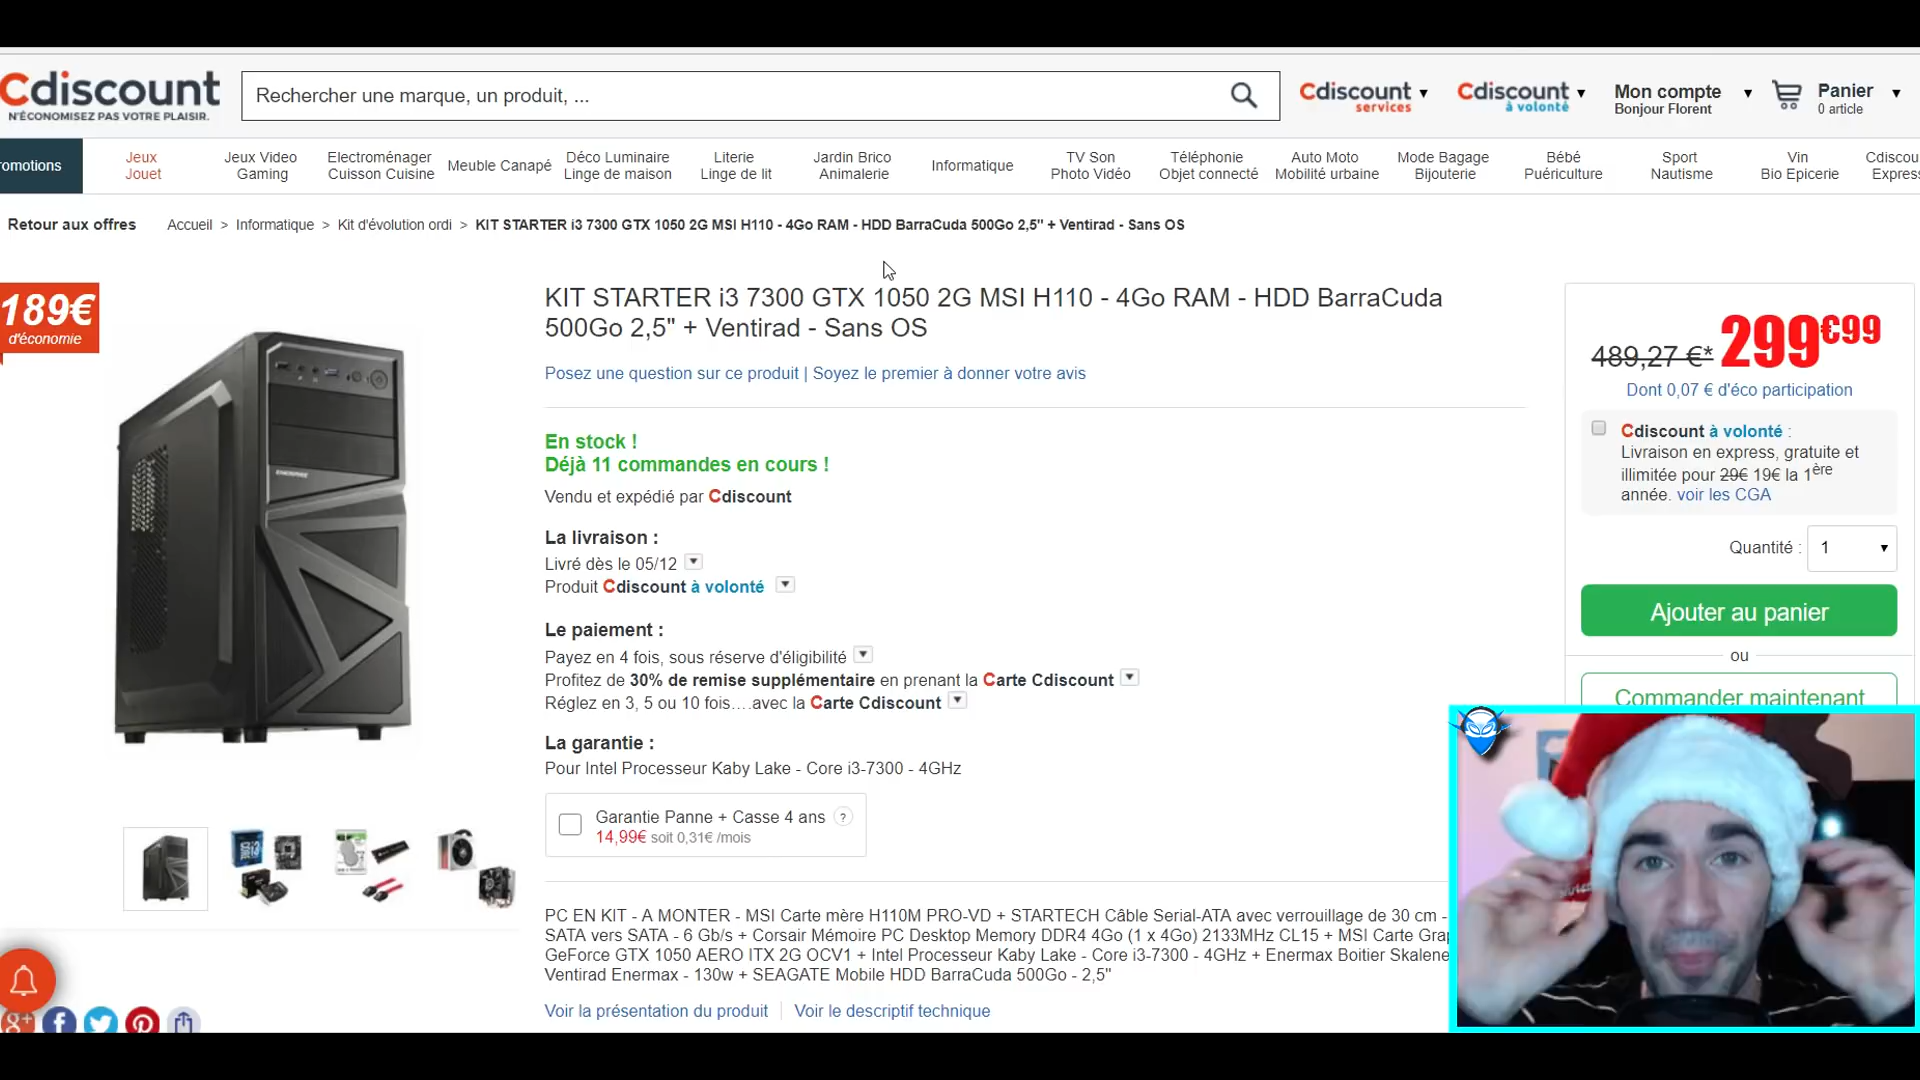 Cdiscount
N'ÉCONOMISEZ PAS VOTRE PLAISIR.
Rechercher une marque, un produit, ...
Cdiscount
services
Cdiscount
à volonté
Mon compte
Bonjour Florent
Panier
0 article
romotions
Jeux
Jouet
Jeux Video
Gaming
Electroménager
Cuisson Cuisine
Meuble Canapé
Déco Luminaire
Linge de maison
Literie
Linge de lit
Jardin Brico
Animalerie
Informatique
TV Son
Photo Vidéo
Téléphonie
Objet connecté
Auto Moto
Mobilité urbaine
Mode Bagage
Bijouterie
Bébé
Puériculture
Sport
Nautisme
Vin
Bio Epicerie
Cdiscou
Express
Retour aux offres
Accueil > Informatique > Kit d'évolution ordi > KIT STARTER i3 7300 GTX 1050 2G MSI H110 - 4Go RAM - HDD BarraCuda 500Go 2,5" + Ventirad - Sans OS
189€
d'économie
KIT STARTER i3 7300 GTX 1050 2G MSI H110 - 4Go RAM - HDD BarraCuda
500Go 2,5" + Ventirad - Sans OS
Posez une question sur ce produit | Soyez le premier à donner votre avis
En stock !
Déjà 11 commandes en cours !
Vendu et expédié par Cdiscount
La livraison :
Livré dès le 05/12
Produit Cdiscount à volonté
Le paiement :
Payez en 4 fois, sous réserve d'éligibilité
Profitez de 30% de remise supplémentaire en prenant la Carte Cdiscount
Réglez en 3, 5 ou 10 fois....avec la Carte Cdiscount
La garantie :
Pour Intel Processeur Kaby Lake - Core i3-7300 - 4GHz
Garantie Panne + Casse 4 ans ?
14,99€ soit 0,31€ /mois
PC EN KIT - A MONTER - MSI Carte mère H110M PRO-VD + STARTECH Câble Serial-ATA avec verrouillage de 30 cm -
SATA vers SATA - 6 Gb/s + Corsair Mémoire PC Desktop Memory DDR4 4Go (1 x 4Go) 2133MHz CL15 + MSI Carte Gra
GeForce GTX 1050 AERO ITX 2G OCV1 + Intel Processeur Kaby Lake - Core i3-7300 - 4GHz + Enermax Boitier Skalene
Ventirad Enermax - 130w + SEAGATE Mobile HDD BarraCuda 500Go - 2,5"
Voir la présentation du produit
Voir le descriptif technique
489,27 €* 299€99
Dont 0,07 € d'éco participation
Cdiscount à volonté :
Livraison en express, gratuite et
illimitée pour 29€ 19€ la 1ère
année. voir les CGA
Quantité : 1
Ajouter au panier
ou
Commander maintenant
g+